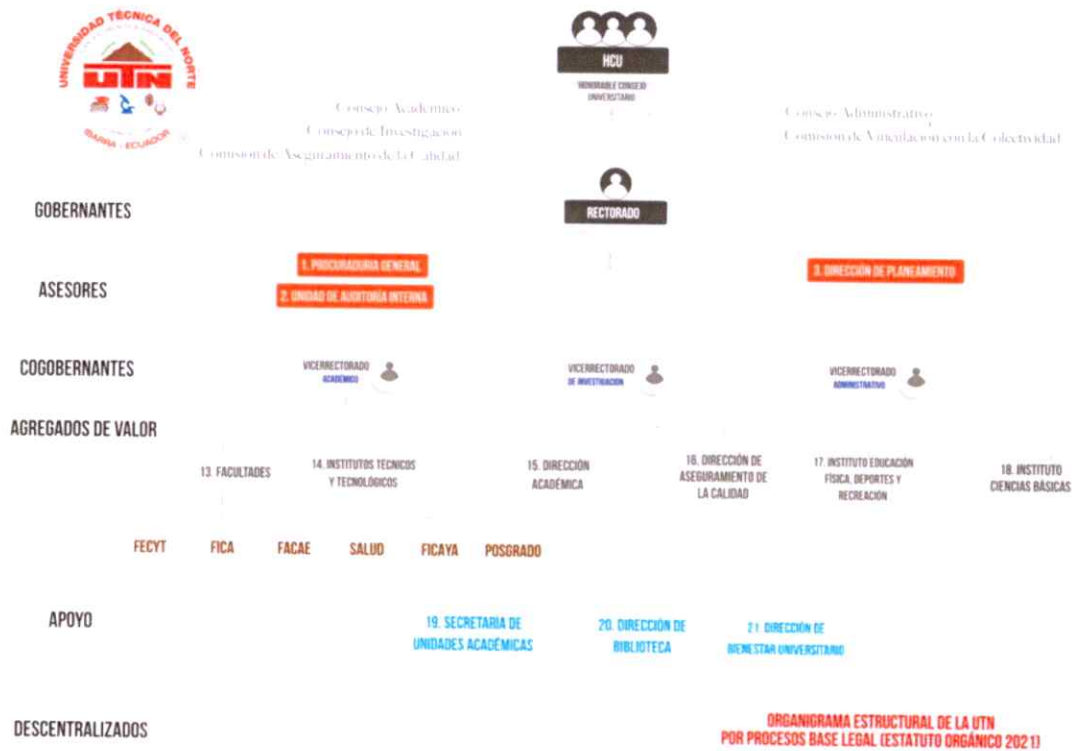 UNIVERSIDAD TÉCNICA DEL NORTE
UTN
IBARRA - ECUADOR
HCU
HONORABLE CONSEJO
UNIVERSITARIO
Consejo Académico
Consejo de Investigación
Comisión de Aseguramiento de la Calidad
Consejo Administrativo
Comisión de Vinculación con la Colectividad
GOBERNANTES
RECTORADO
ASESORES
1. PROCURADURÍA GENERAL
2. UNIDAD DE AUDITORÍA INTERNA
3. DIRECCIÓN DE PLANEAMIENTO
COGOBERNANTES
VICERRECTORADO
ACADÉMICO
VICERRECTORADO
DE INVESTIGACIÓN
VICERRECTORADO
ADMINISTRATIVO
AGREGADOS DE VALOR
13. FACULTADES
14. INSTITUTOS TÉCNICOS
Y TECNOLÓGICOS
15. DIRECCIÓN
ACADÉMICA
16. DIRECCIÓN DE
ASEGURAMIENTO DE
LA CALIDAD
17. INSTITUTO EDUCACIÓN
FÍSICA, DEPORTES Y
RECREACIÓN
18. INSTITUTO
CIENCIAS BÁSICAS
FECYT FICA FACAE SALUD FICAYA POSGRADO
APOYO
19. SECRETARÍA DE
UNIDADES ACADÉMICAS
20. DIRECCIÓN DE
BIBLIOTECA
21. DIRECCIÓN DE
BIENESTAR UNIVERSITARIO
DESCENTRALIZADOS
ORGANIGRAMA ESTRUCTURAL DE LA UTN
POR PROCESOS BASE LEGAL (ESTATUTO ORGÁNICO 2021)